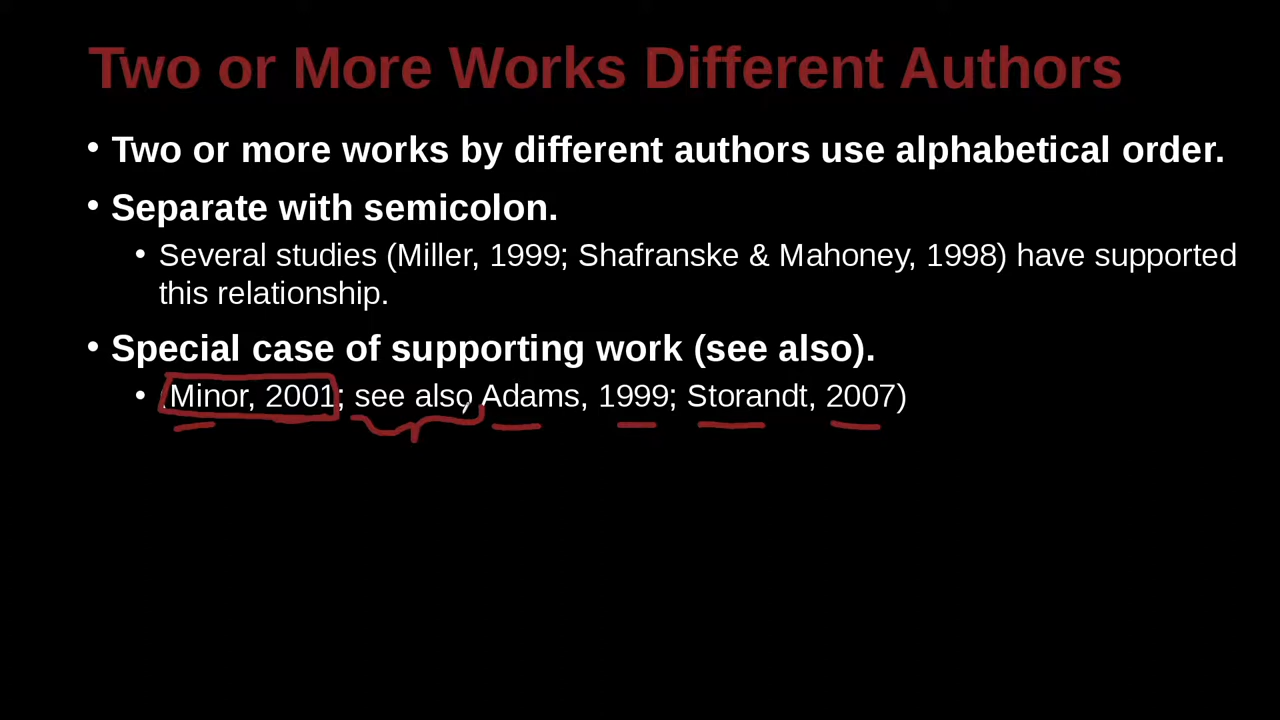 Two or More Works Different Authors
• Two or more works by different authors use alphabetical order.
• Separate with semicolon.
• Several studies (Miller, 1999; Shafranske & Mahoney, 1998) have supported
this relationship.
• Special case of supporting work (see also).
• (Minor, 2001; see also Adams, 1999; Storandt, 2007)